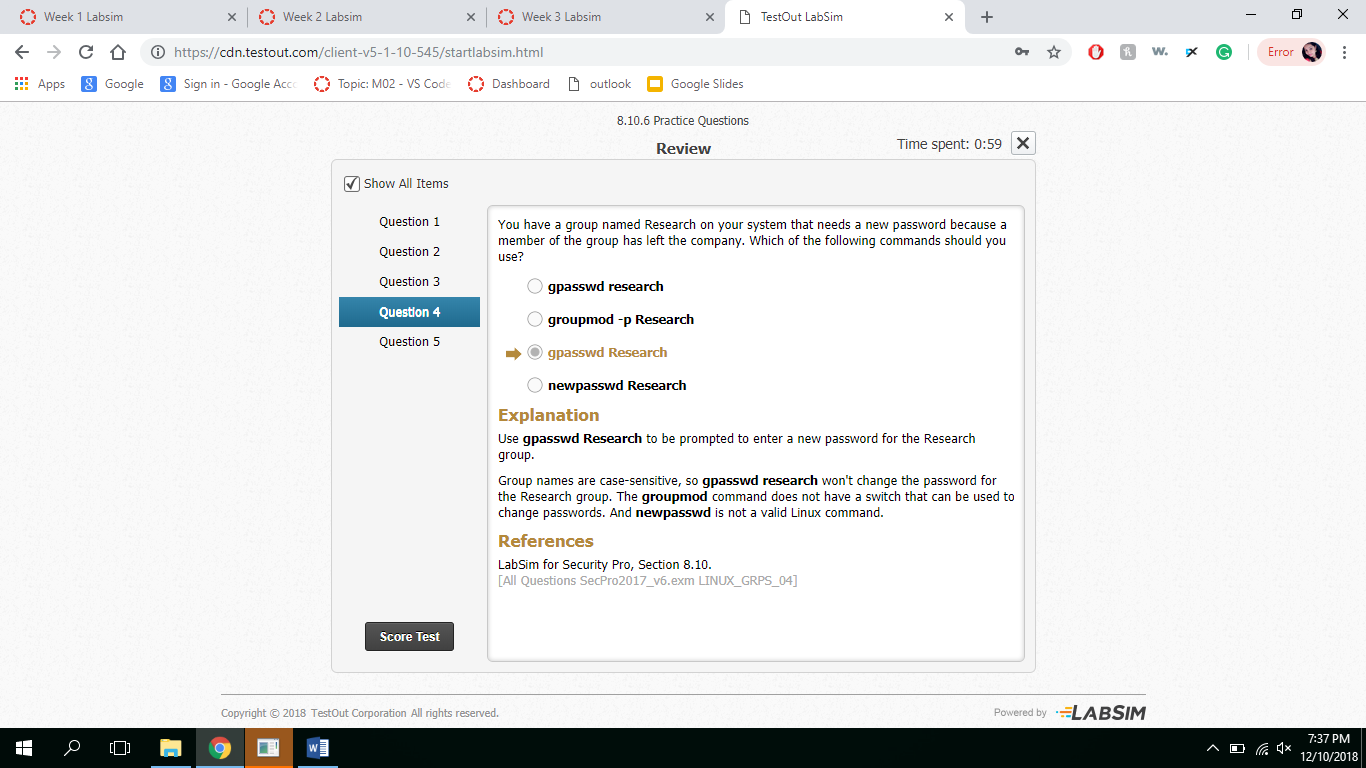 Week 1 Labsim
Week 2 Labsim
Week 3 Labsim
TestOut LabSim
https://cdn.testout.com/client-v5-1-10-545/startlabsim.html
Error
Apps
Google
Sign in - Google Acco
Topic: M02 - VS Code
Dashboard
outlook
Google Slides
8.10.6 Practice Questions
Review
Time spent: 0:59
Show All Items
Question 1
Question 2
Question 3
Question 4
Question 5
You have a group named Research on your system that needs a new password because a
member of the group has left the company. Which of the following commands should you
use?
gpasswd research
groupmod -p Research
gpasswd Research
newpasswd Research
Explanation
Use gpasswd Research to be prompted to enter a new password for the Research
group.
Group names are case-sensitive, so gpasswd research won't change the password for
the Research group. The groupmod command does not have a switch that can be used to
change passwords. And newpasswd is not a valid Linux command.
References
LabSim for Security Pro, Section 8.10.
[All Questions SecPro2017_v6.exm LINUX_GRPS_04]
Score Test
Copyright © 2018 TestOut Corporation All rights reserved.
Powered by LABSIM
7:37 PM
12/10/2018